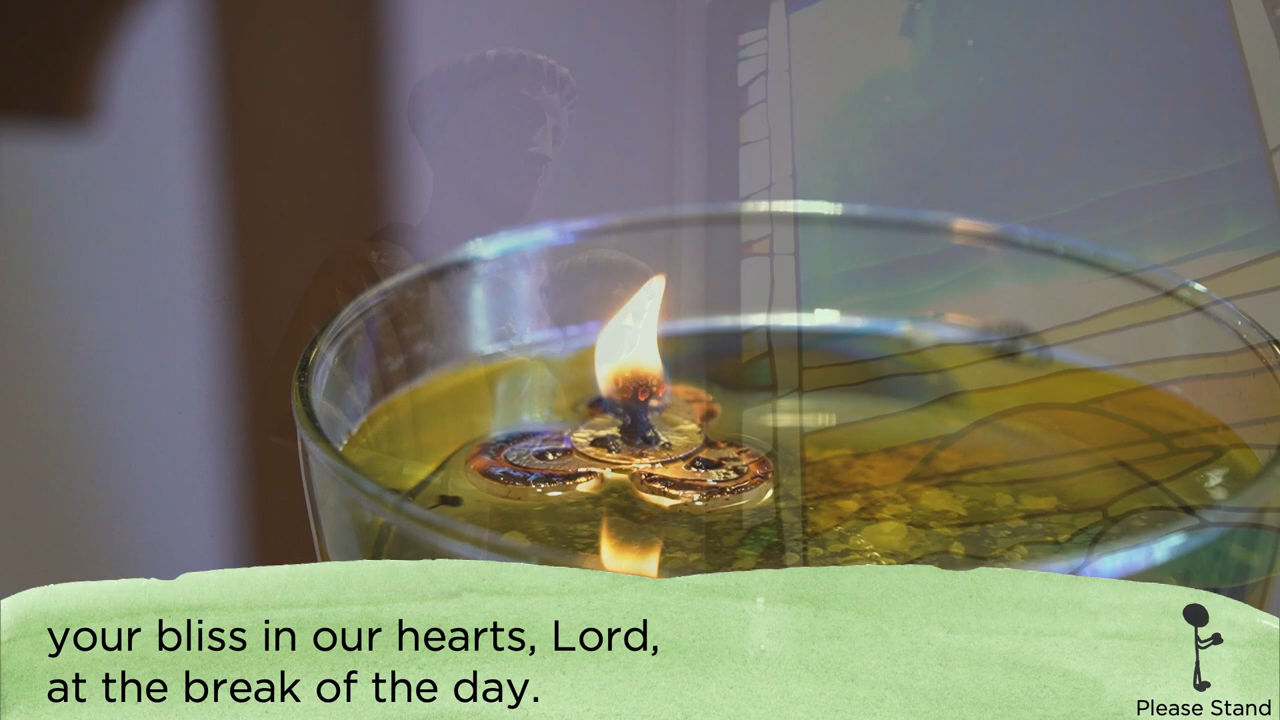 your bliss in our hearts, Lord,
at the break of the day.
Please Stand